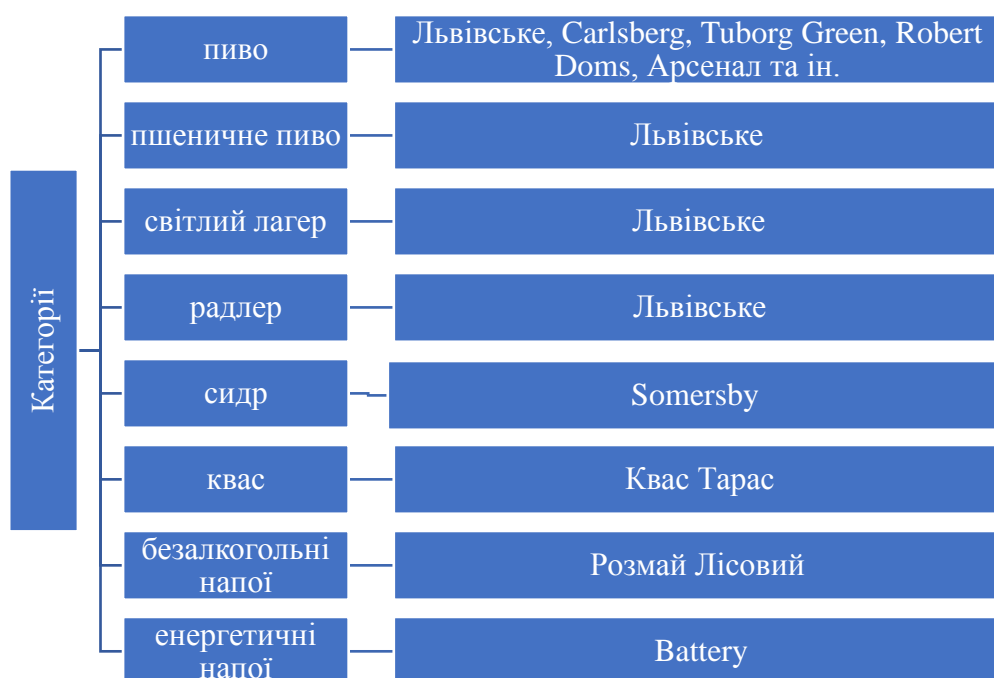 Категорії
пиво
Львівське, Carlsberg, Tuborg Green, Robert
Doms, Арсенал та ін.
пшеничне пиво
Львівське
світлий лагер
Львівське
радлер
Львівське
сидр
Somersby
квас
Квас Тарас
безалкогольні
напої
Розмай Лісовий
енергетичні
напої
Battery